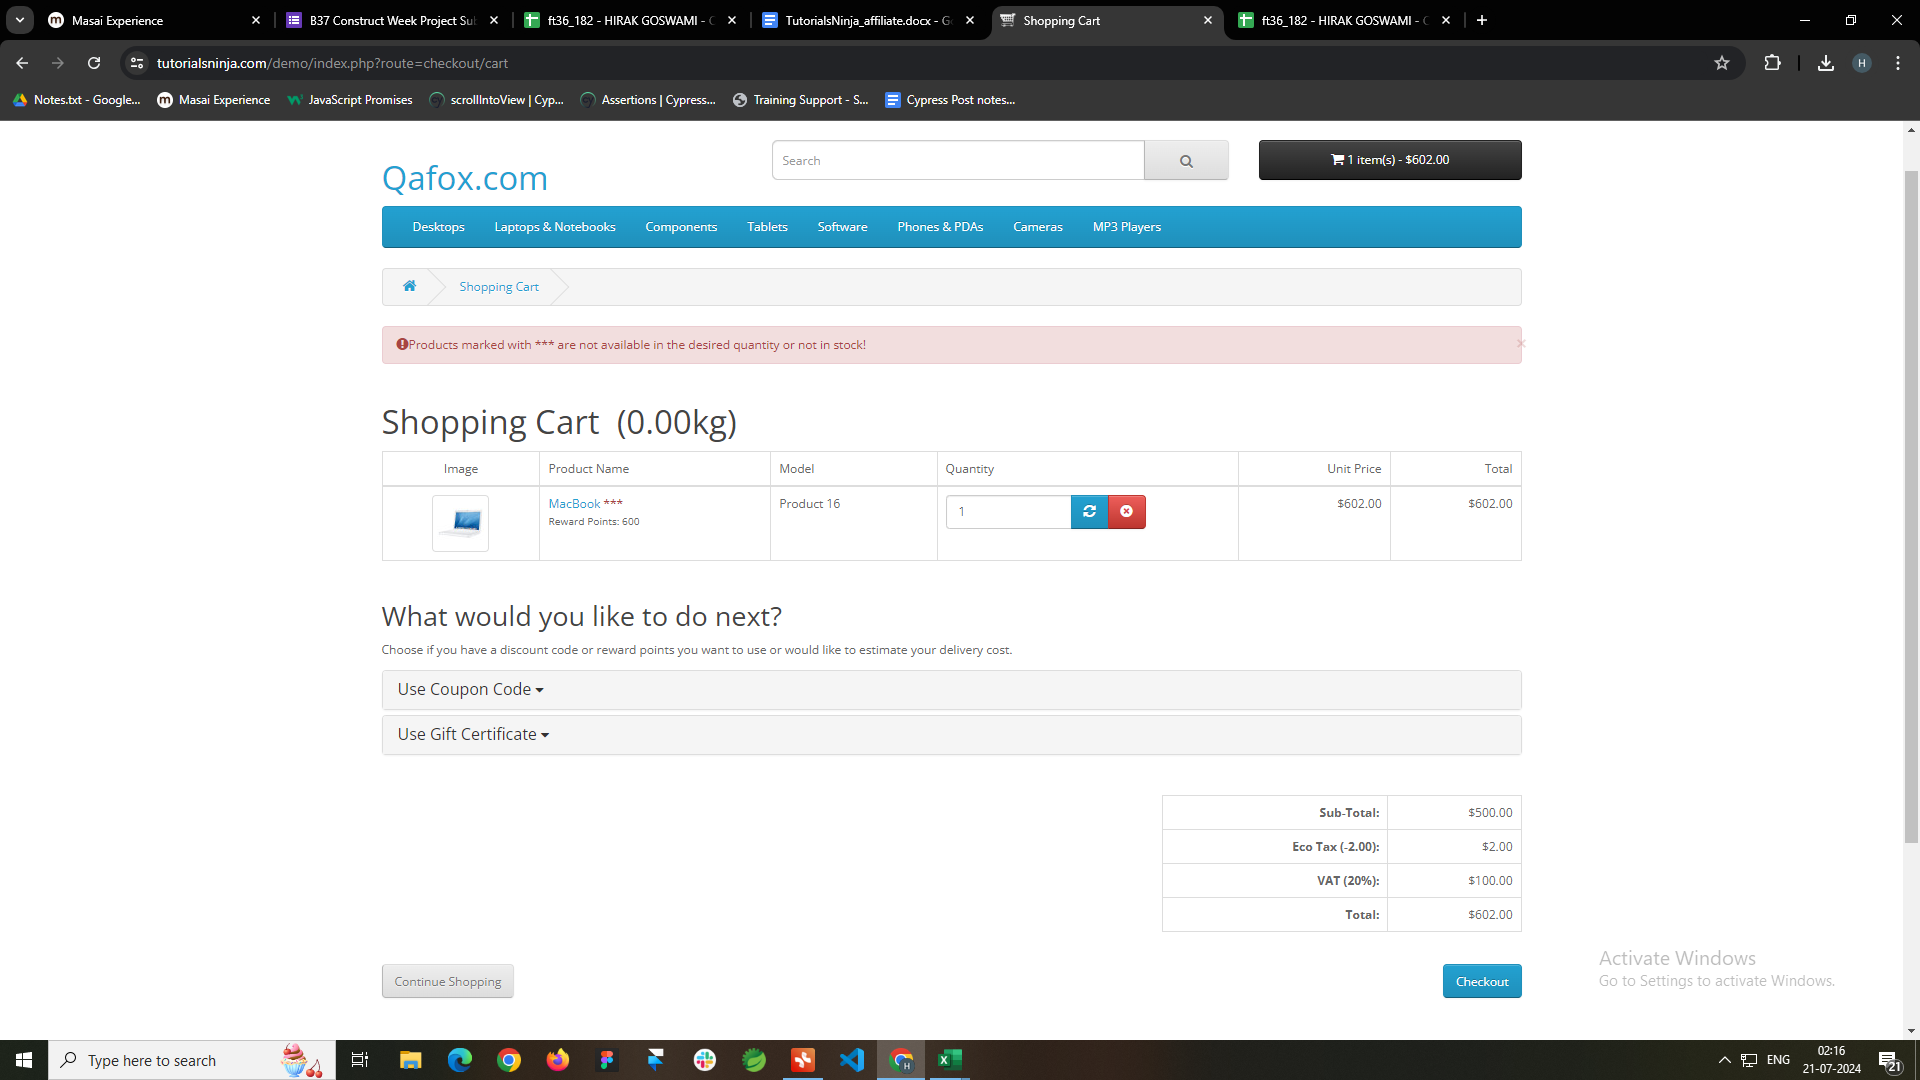 Masai Experience
B37 Construct Week Project Su
ft36_182 - HIRAK GOSWAMI - C
TutorialsNinja_affiliate.docx - G
Shopping Cart
ft36_182 - HIRAK GOSWAMI - C
tutorialsninja.com/demo/index.php?route=checkout/cart
H
Notes.txt - Google...
Masai Experience
JavaScript Promises
scrollIntoView | Cyp...
Assertions | Cypress...
Training Support - S...
Cypress Post notes...
Qafox.com
Search
1 item(s) - $602.00
Desktops
Laptops & Notebooks
Components
Tablets
Software
Phones & PDAs
Cameras
MP3 Players
Shopping Cart
Products marked with *** are not available in the desired quantity or not in stock!
×
Shopping Cart (0.00kg)
Image
Product Name
Model
Quantity
Unit Price
Total
MacBook ***
Reward Points: 600
Product 16
1
$602.00
$602.00
What would you like to do next?
Choose if you have a discount code or reward points you want to use or would like to estimate your delivery cost.
Use Coupon Code
Use Gift Certificate
Sub-Total:
$500.00
Eco Tax (-2.00):
$2.00
VAT (20%):
$100.00
Total:
$602.00
Continue Shopping
Checkout
Activate Windows
Go to Settings to activate Windows.
Type here to search
ENG
02:16
21-07-2024
21